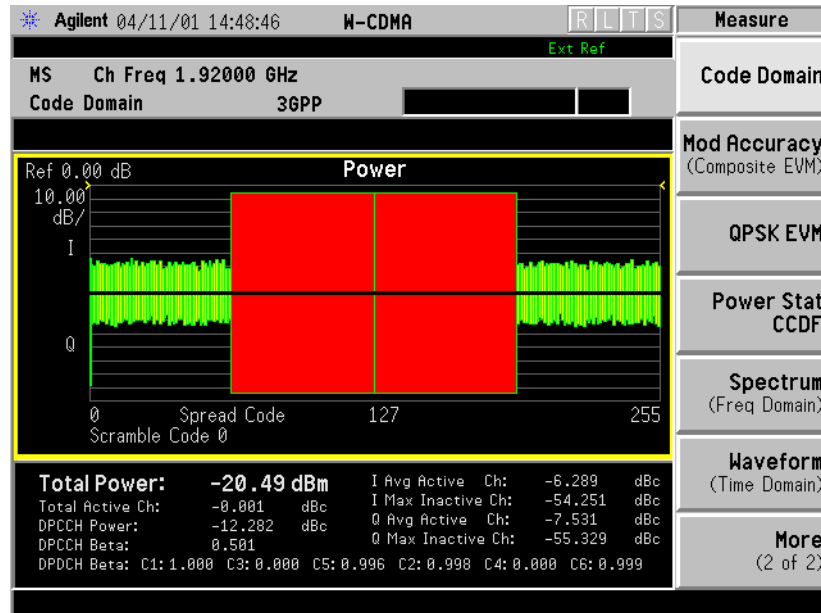 Agilent 04/11/01 14:48:46 W-CDMA R L T S Measure
Ext Ref
MS Ch Freq 1.92000 GHz
Code Domain 3GPP
Code Domain
Mod Accuracy
(Composite EVM)
QPSK EVM
Power Stat
CCDF
Spectrum
(Freq Domain)
Waveform
(Time Domain)
More
(2 of 2)
Ref 0.00 dB Power
10.00
dB/
I
Q
0 Spread Code 127 255
Scramble Code 0
Total Power: -20.49 dBm
Total Active Ch: -0.001 dBc
DPCCH Power: -12.282 dBc
DPCCH Beta: 0.501
I Avg Active Ch: -6.289 dBc
I Max Inactive Ch: -54.251 dBc
Q Avg Active Ch: -7.531 dBc
Q Max Inactive Ch: -55.329 dBc
DPDCH Beta: C1: 1.000 C3: 0.000 C5: 0.996 C2: 0.998 C4: 0.000 C6: 0.999